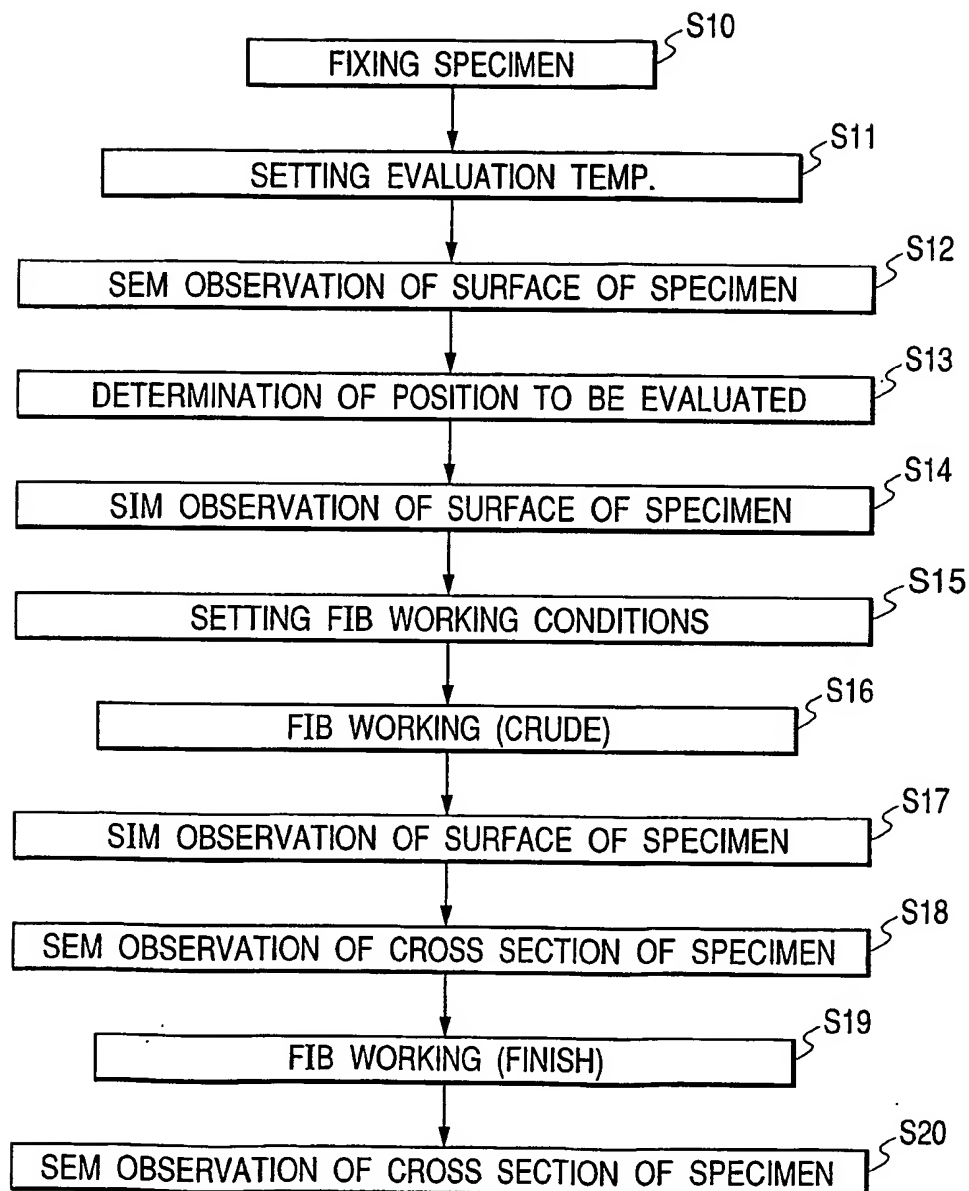 S10
FIXING SPECIMEN
S11
SETTING EVALUATION TEMP.
S12
SEM OBSERVATION OF SURFACE OF SPECIMEN
S13
DETERMINATION OF POSITION TO BE EVALUATED
S14
SIM OBSERVATION OF SURFACE OF SPECIMEN
S15
SETTING FIB WORKING CONDITIONS
S16
FIB WORKING (CRUDE)
S17
SIM OBSERVATION OF SURFACE OF SPECIMEN
S18
SEM OBSERVATION OF CROSS SECTION OF SPECIMEN
S19
FIB WORKING (FINISH)
S20
SEM OBSERVATION OF CROSS SECTION OF SPECIMEN